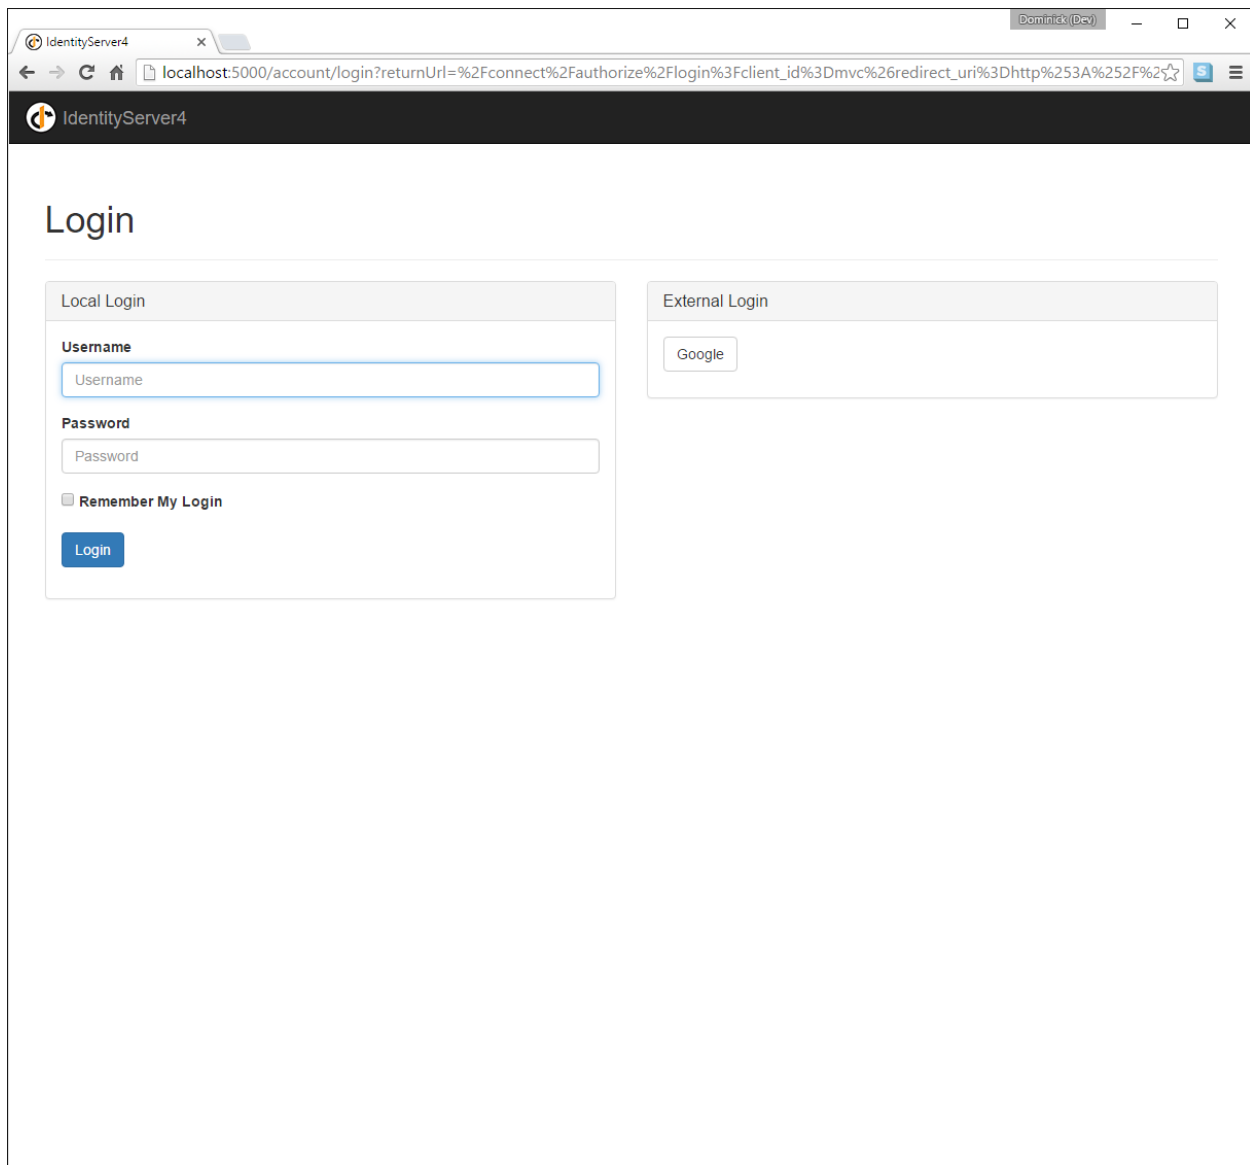 Dominick (Dev)
IdentityServer4
localhost:5000/account/login?returnUrl=%2Fconnect%2Fauthorize%2Flogin%3Fclient_id%3Dmvc%26redirect_uri%3Dhttp%253A%252F%2
S
IdentityServer4
Login
Local Login
External Login
Username
Username
Google
Password
Password
Remember My Login
Login